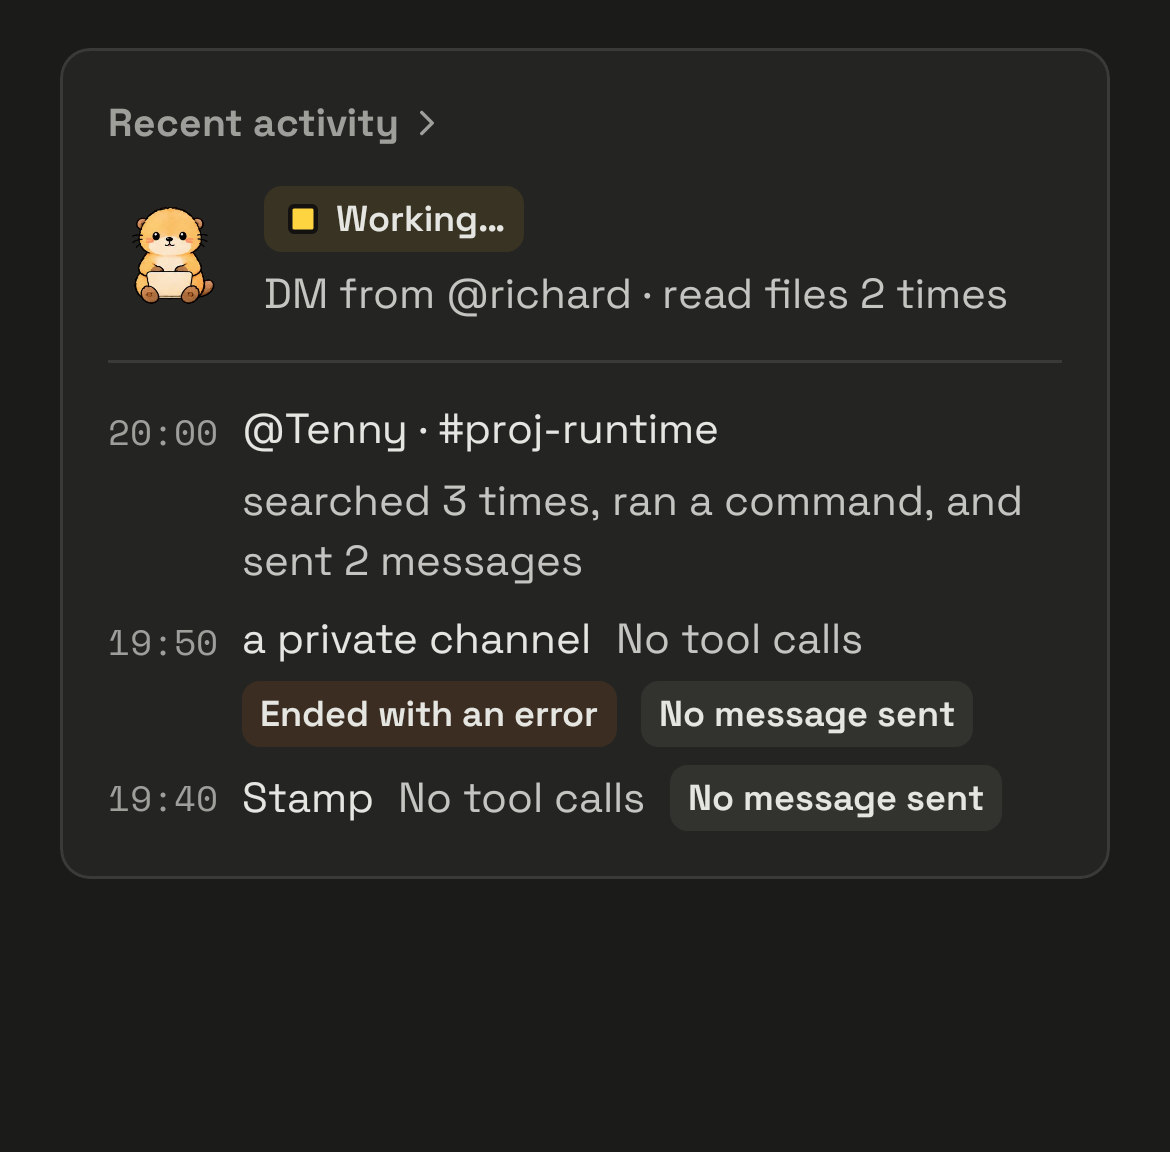 Recent activity
Working...
DM from @richard · read files 2 times
20:00 @Tenny · #proj-runtime
searched 3 times, ran a command, and
sent 2 messages
19:50 a private channel No tool calls
Ended with an error No message sent
19:40 Stamp No tool calls No message sent